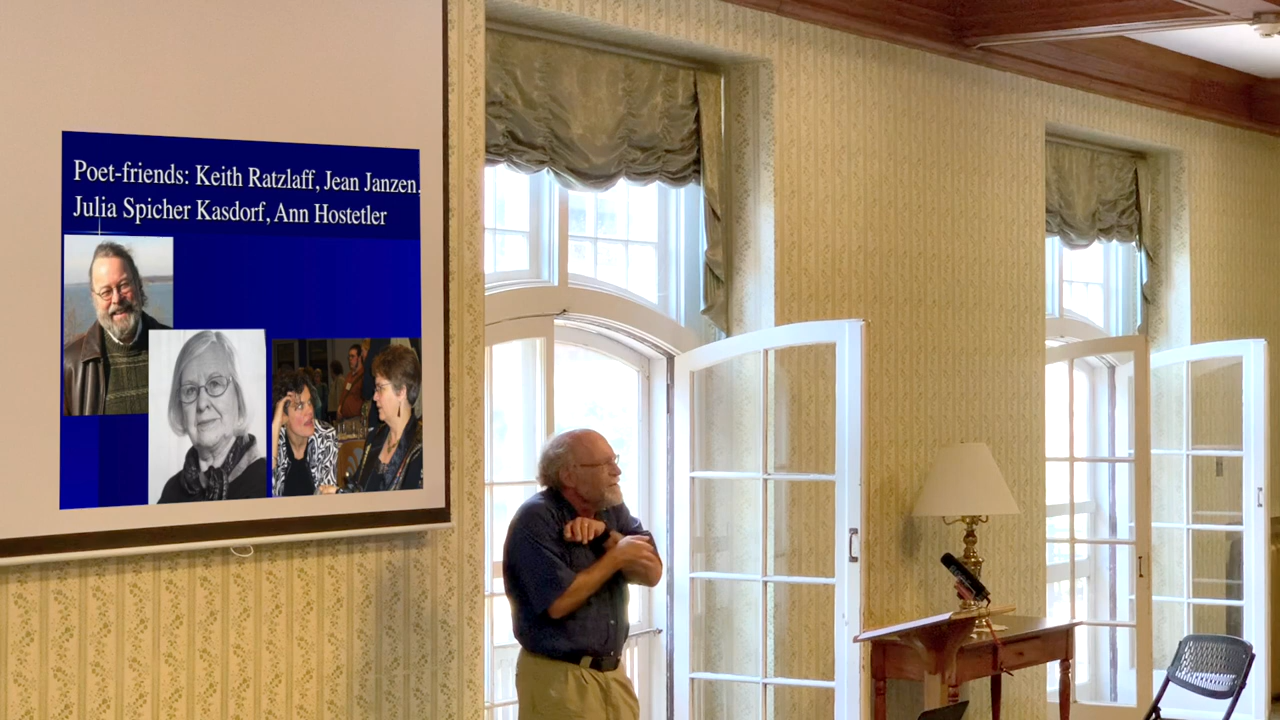 Poet-friends: Keith Ratzlaff, Jean Janzen,
Julia Spicher Kasdorf, Ann Hostetler